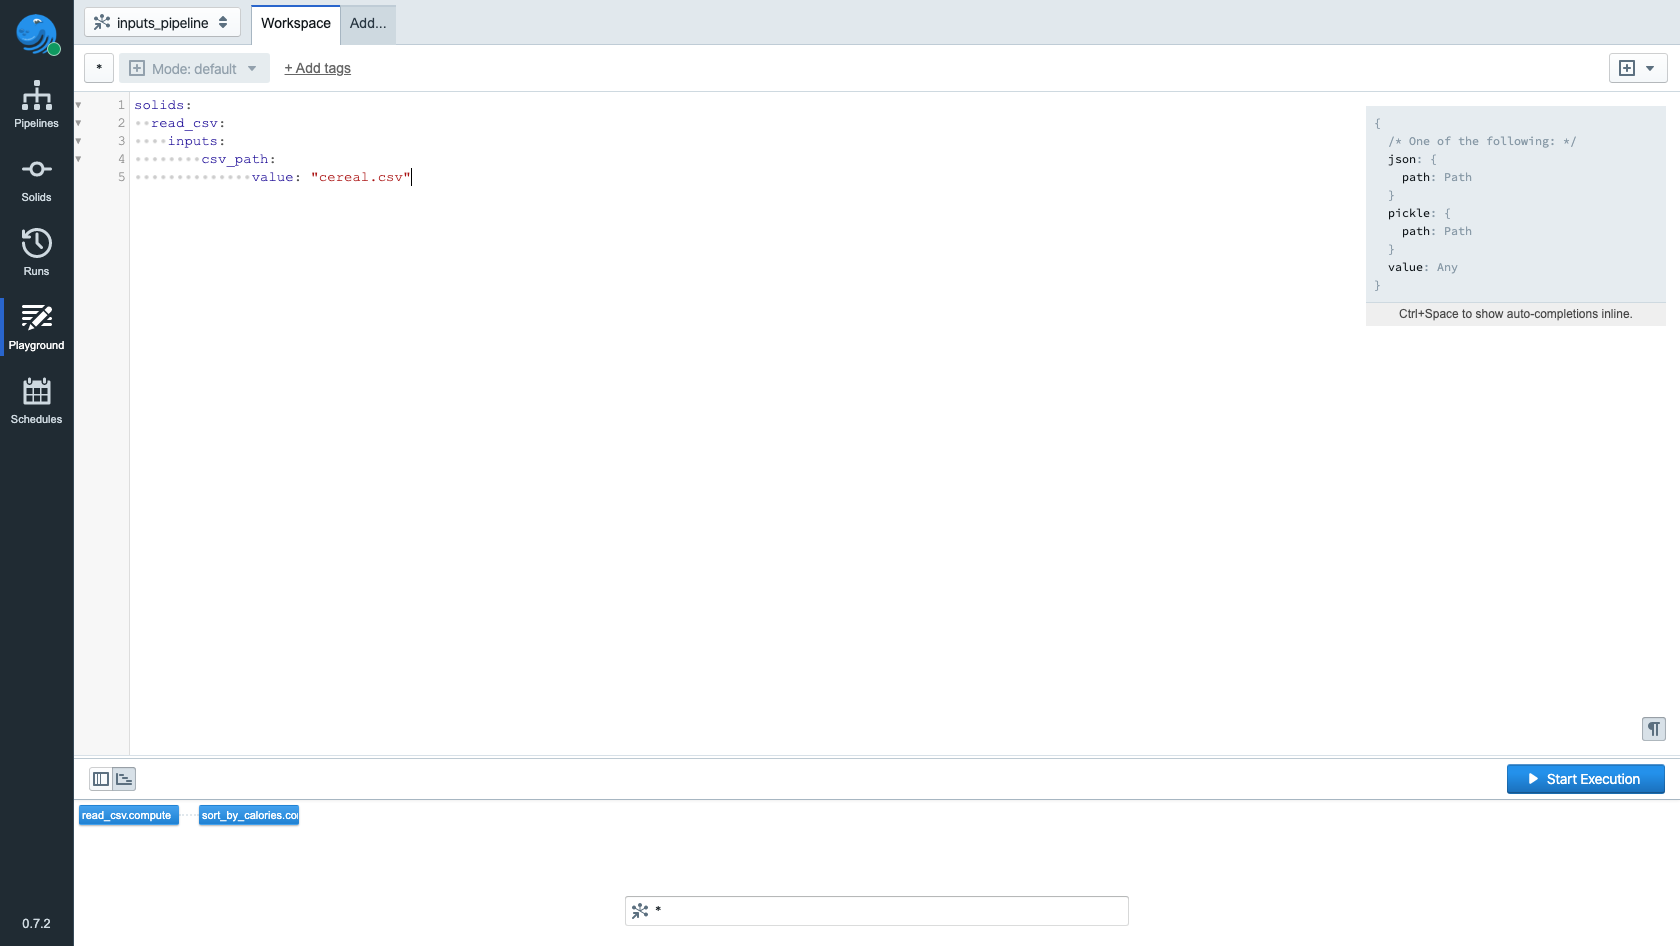 inputs_pipeline
Workspace
Add...
* Mode: default + Add tags
Pipelines
Solids
Runs
Playground
Schedules
0.7.2
1 solids:
2 read_csv:
3 inputs:
4 csv_path:
5 value: "cereal.csv"
{
/* One of the following: */
json: {
path: Path
}
pickle: {
path: Path
}
value: Any
}
Ctrl+Space to show auto-completions inline.
¶
Start Execution
read_csv.compute
sort_by_calories.co
*